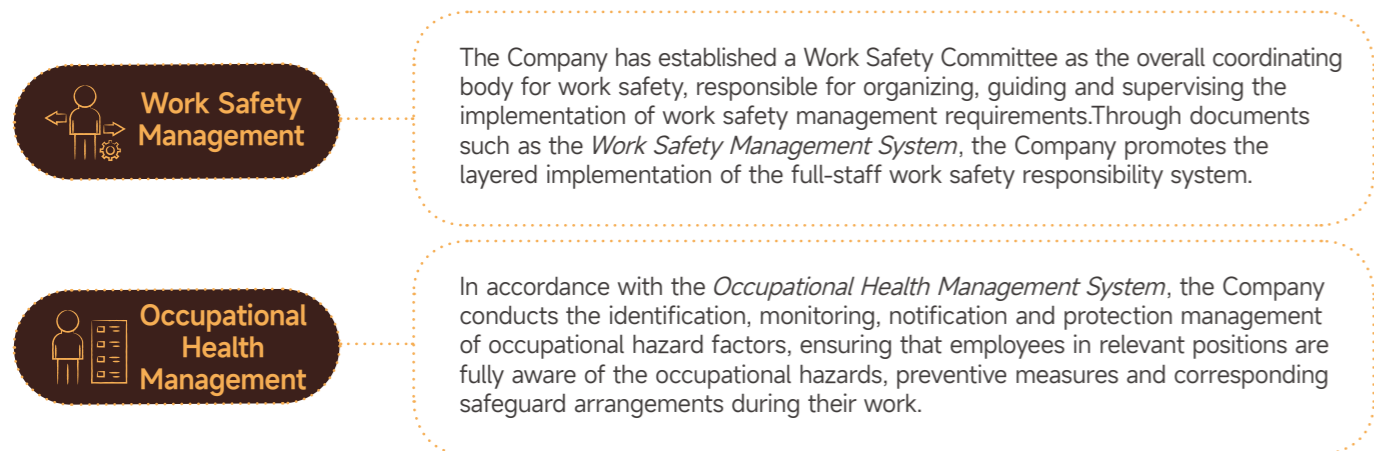 Work Safety
Management
The Company has established a Work Safety Committee as the overall coordinating
body for work safety, responsible for organizing, guiding and supervising the
implementation of work safety management requirements.Through documents
such as the Work Safety Management System, the Company promotes the
layered implementation of the full-staff work safety responsibility system.
Occupational
Health
Management
In accordance with the Occupational Health Management System, the Company
conducts the identification, monitoring, notification and protection management
of occupational hazard factors, ensuring that employees in relevant positions are
fully aware of the occupational hazards, preventive measures and corresponding
safeguard arrangements during their work.